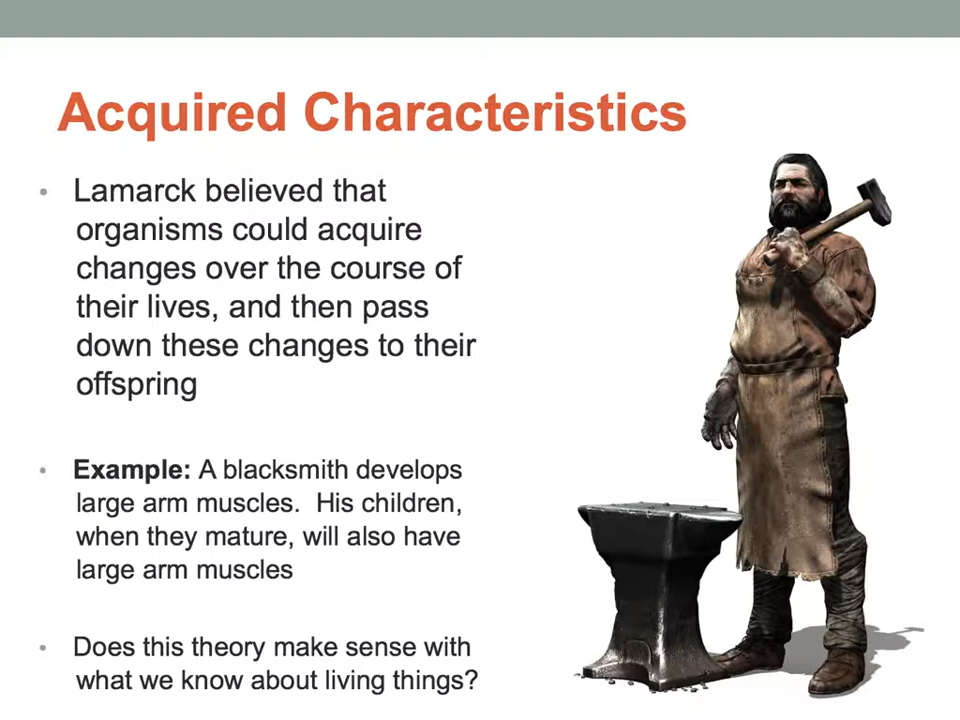 Acquired Characteristics
• Lamarck believed that
organisms could acquire
changes over the course of
their lives, and then pass
down these changes to their
offspring
• Example: A blacksmith develops
large arm muscles.  His children,
when they mature, will also have
large arm muscles
• Does this theory make sense with
what we know about living things?